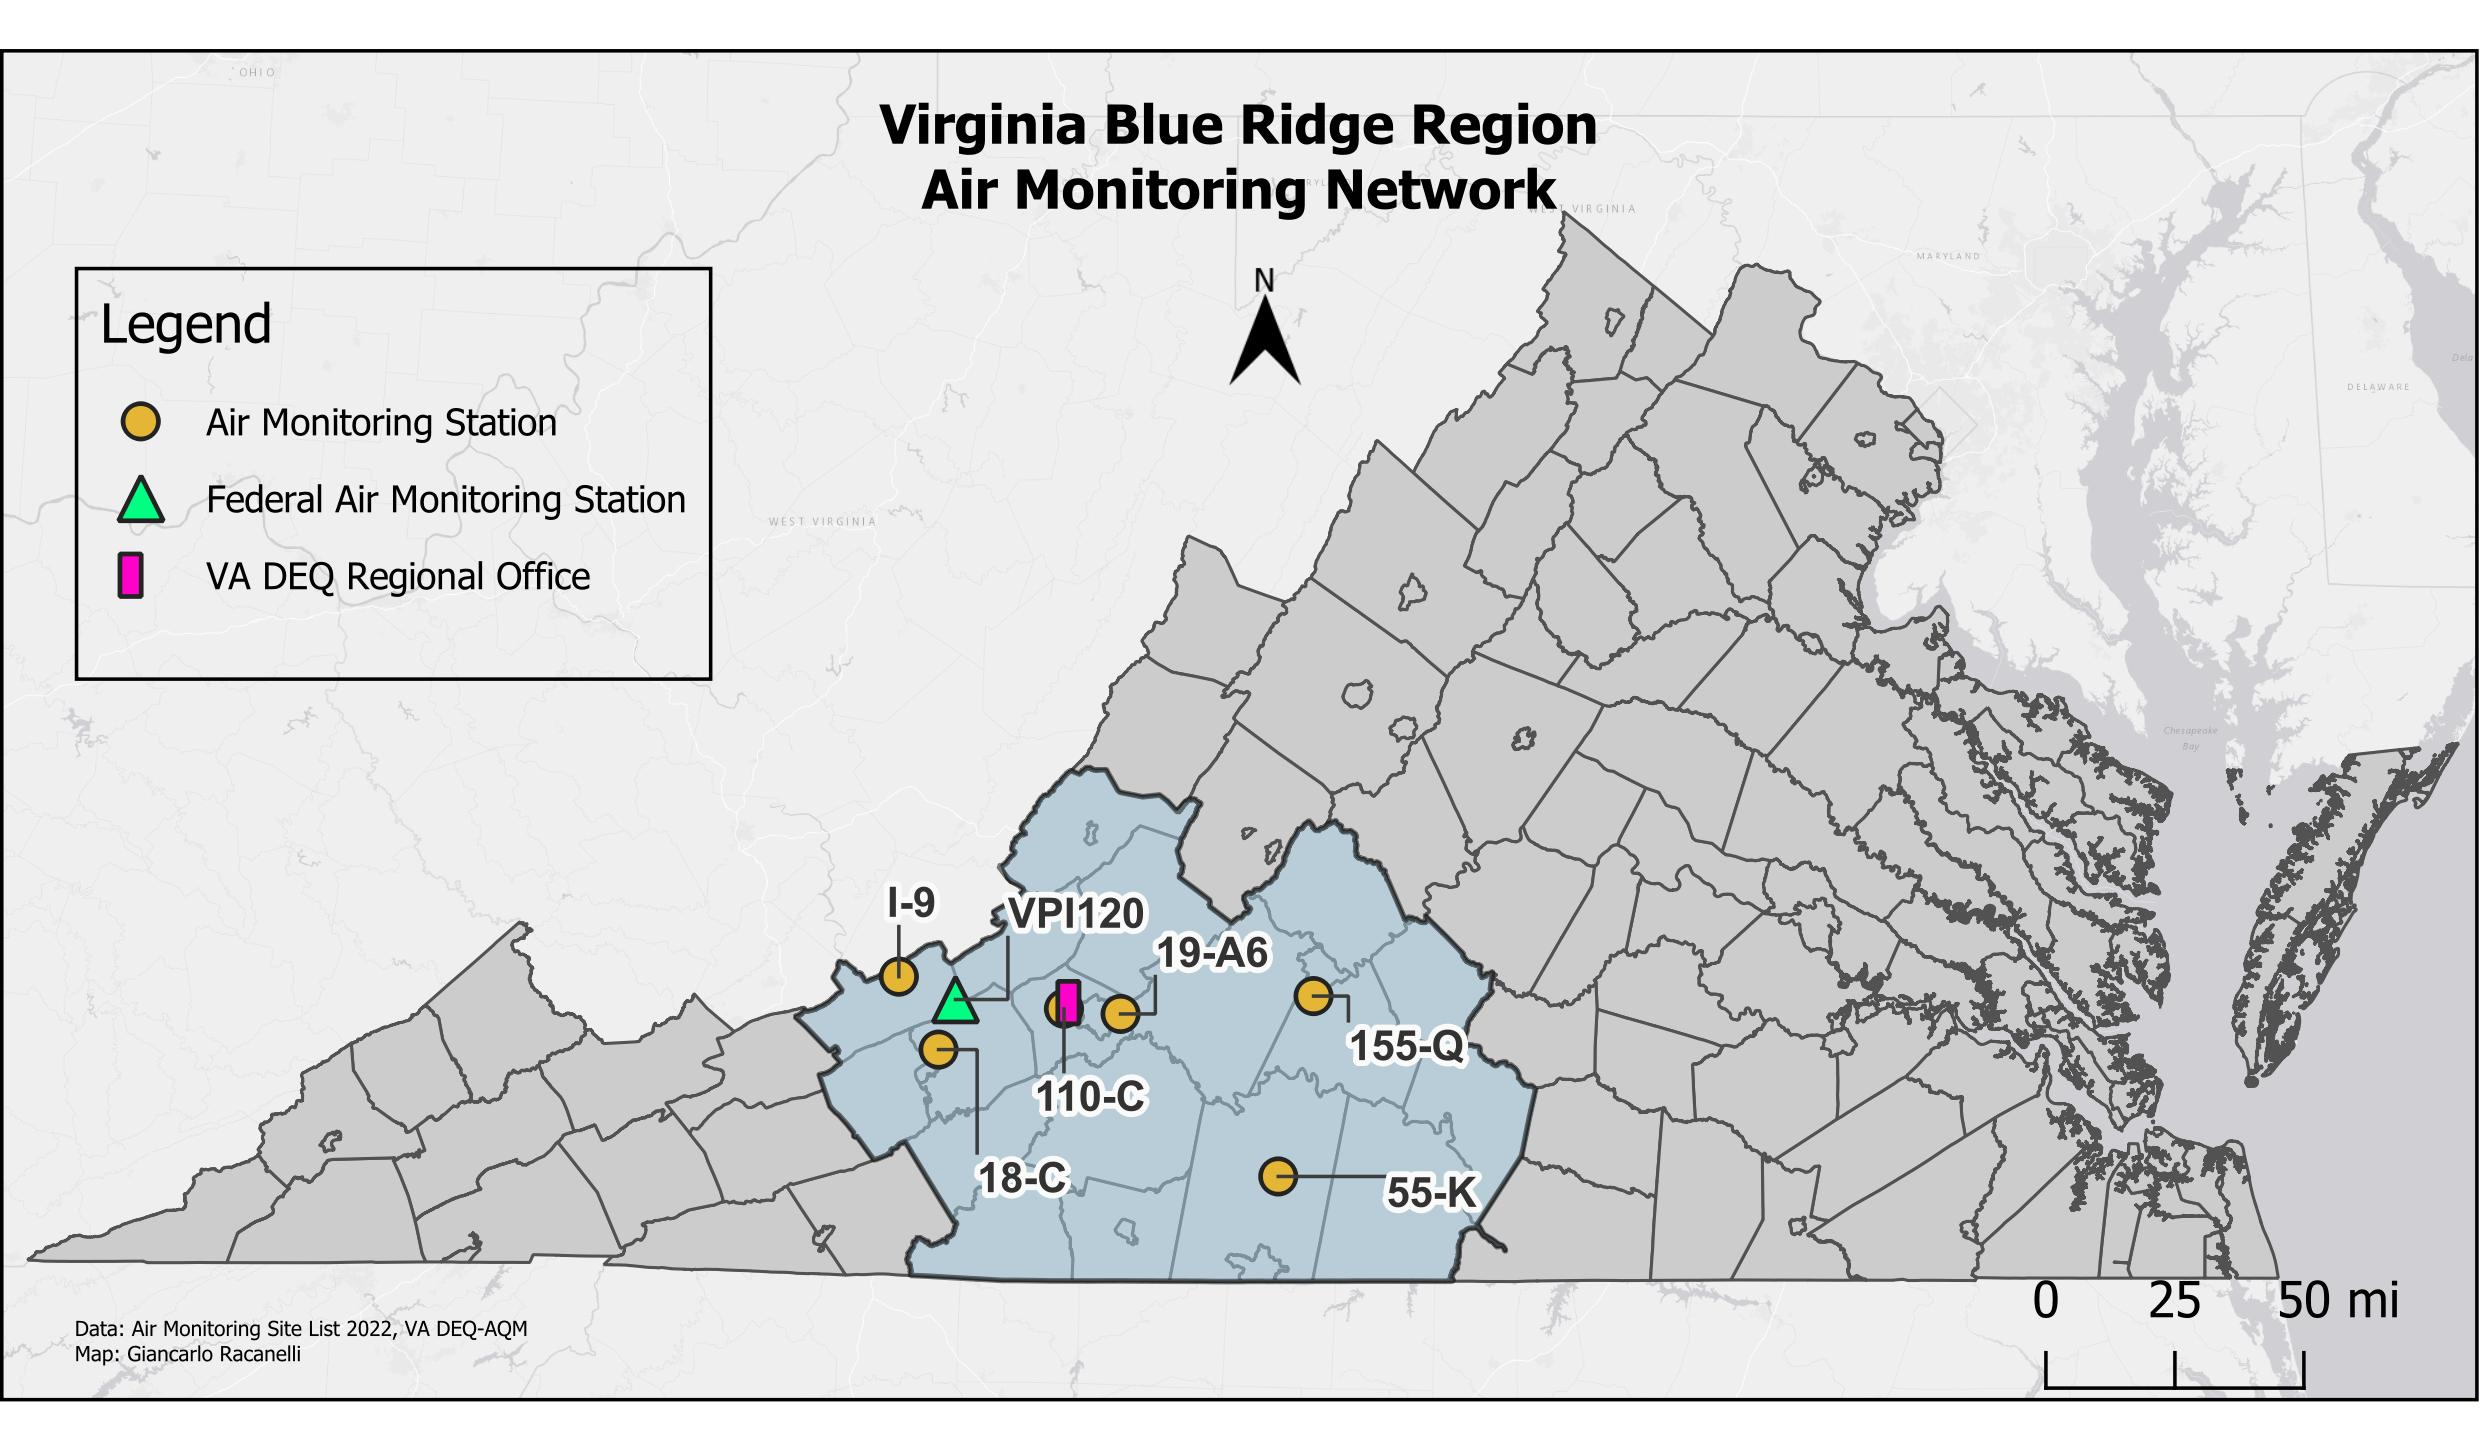 OHIO
Virginia Blue Ridge Region
Air Monitoring Network
WEST VIRGINIA
MARYLAND
N
Legend
Air Monitoring Station
Federal Air Monitoring Station
VA DEQ Regional Office
DELAWARE
WEST VIRGINIA
Chesapeake
Bay
I-9
VPI120
19-A6
155-Q
110-C
18-C
55-K
0 25 50 mi
Data: Air Monitoring Site List 2022, VA DEQ-AQM
Map: Giancarlo Racanelli